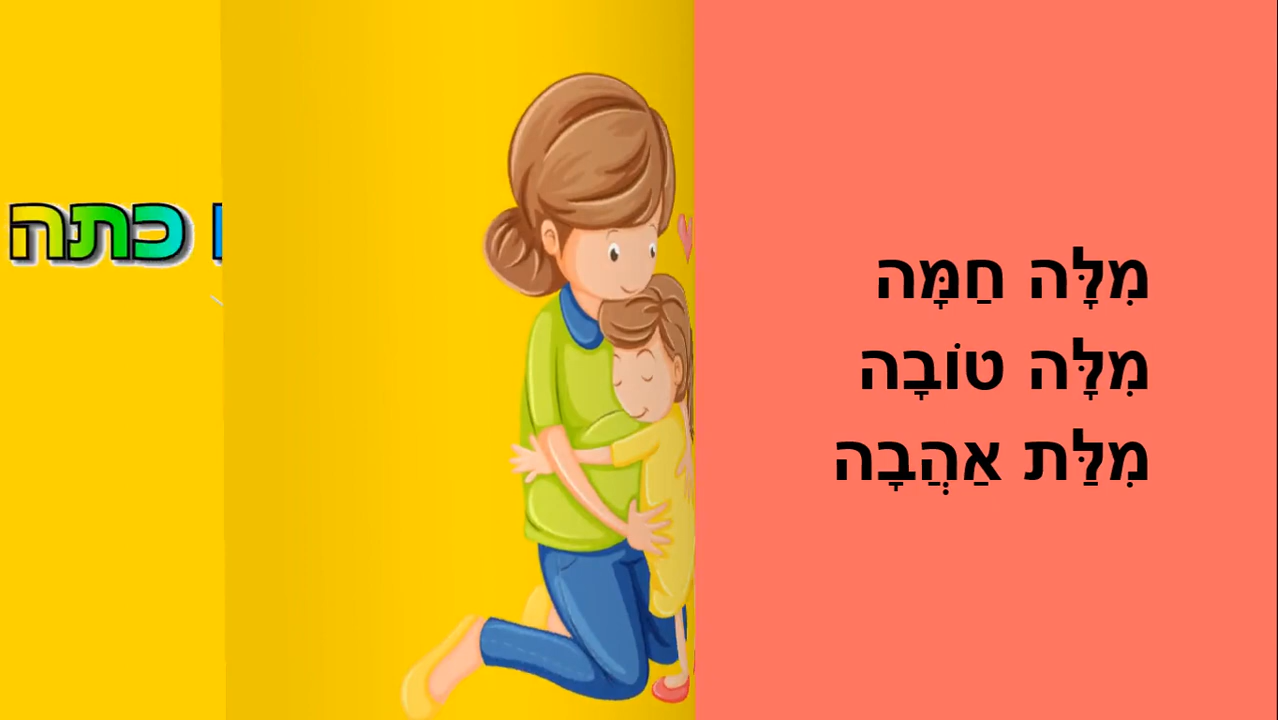 כתה
מִלָּה חַמָּה
מִלָּה טוֹבָה
מִלַּת אַהֲבָה